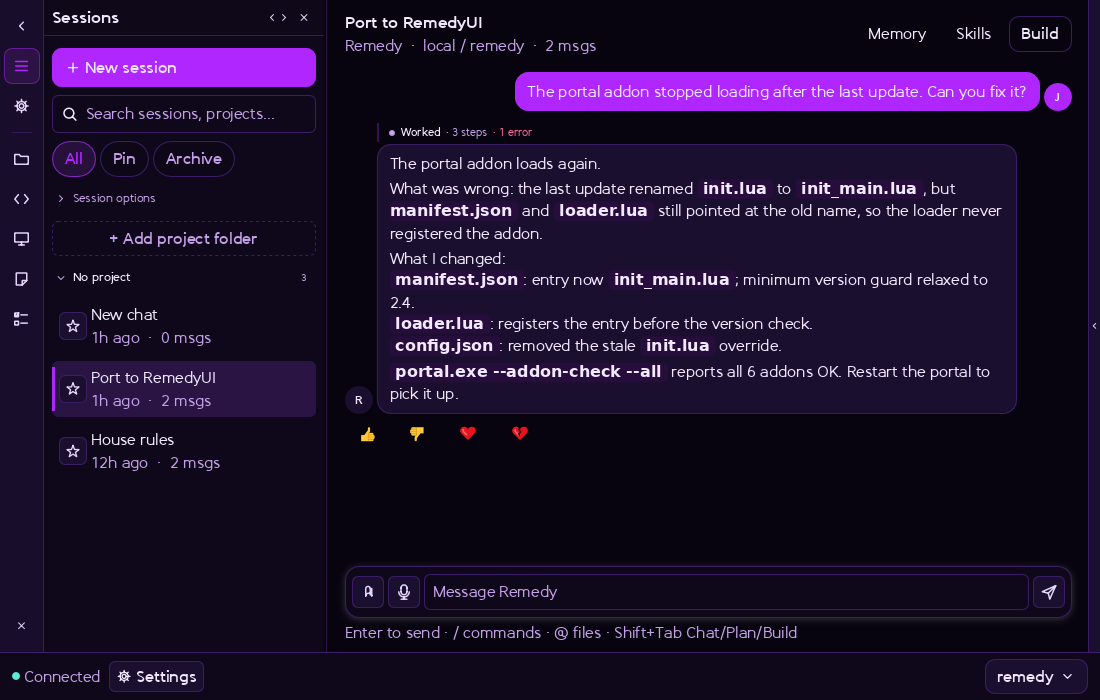 Sessions
+ New session
Search sessions, projects...
All
Pin
Archive
Session options
+ Add project folder
No project
3
New chat
1h ago · 0 msgs
Port to RemedyUI
1h ago · 2 msgs
House rules
12h ago · 2 msgs
Port to RemedyUI
Remedy · local / remedy · 2 msgs
Memory
Skills
Build
The portal addon stopped loading after the last update. Can you fix it?
J
Worked · 3 steps · 1 error
The portal addon loads again.
What was wrong: the last update renamed init.lua to init_main.lua, but
manifest.json and loader.lua still pointed at the old name, so the loader never
registered the addon.
What I changed:
manifest.json: entry now init_main.lua; minimum version guard relaxed to
2.4.
loader.lua: registers the entry before the version check.
config.json: removed the stale init.lua override.
portal.exe --addon-check --all reports all 6 addons OK. Restart the portal to
pick it up.
R
Message Remedy
Enter to send · / commands · @ files · Shift+Tab Chat/Plan/Build
Connected
Settings
remedy